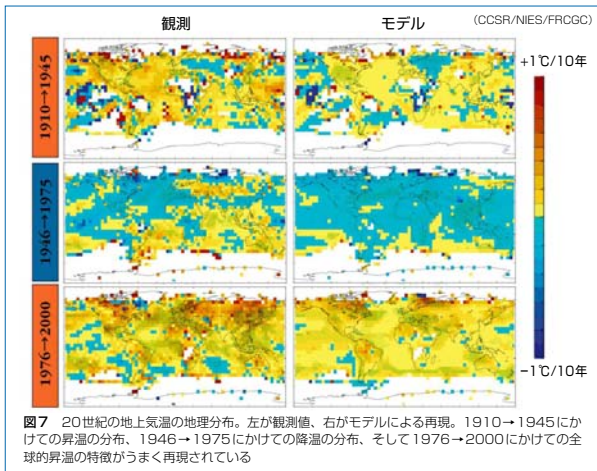 観測
モデル
(CCSR/NIES/FRCGC)
+1℃/10年
1910→1945
1946→1975
1976→2000
−1℃/10年
図7 20世紀の地上気温の地理分布。左が観測値、右がモデルによる再現。1910→1945にか
けての昇温の分布、1946→1975にかけての降温の分布、そして1976→2000にかけての全
球的昇温の特徴がうまく再現されている